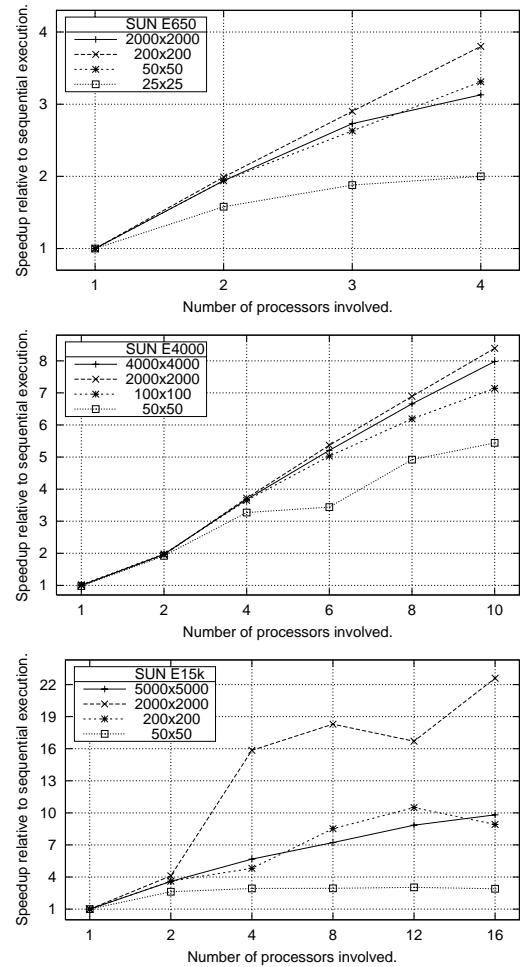 Speedup relative to sequential execution.
SUN E650
2000x2000
200x200
50x50
25x25
4
3
2
1
1 2 3 4
Number of processors involved.
Speedup relative to sequential execution.
SUN E4000
4000x4000
2000x2000
100x100
50x50
8
7
6
5
4
3
2
1
1 2 4 6 8 10
Number of processors involved.
Speedup relative to sequential execution.
SUN E15k
5000x5000
2000x2000
200x200
50x50
22
19
16
13
10
7
4
1
1 2 4 8 12 16
Number of processors involved.